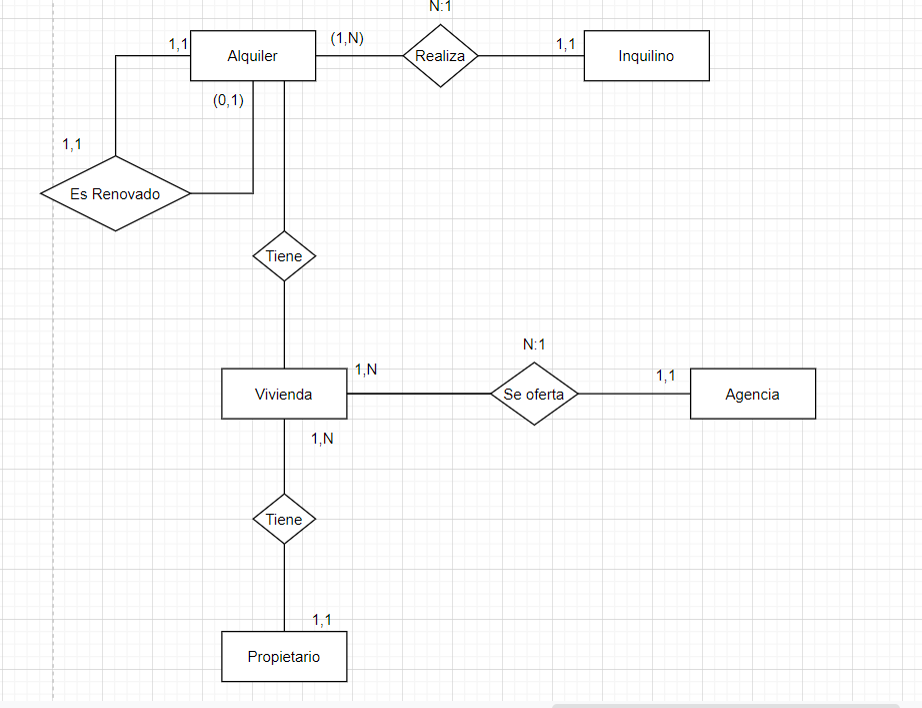 N:1
1,1
Alquiler
(1,N)
Realiza
1,1
Inquilino
(0,1)
1,1
Es Renovado
Tiene
N:1
1,N
1,1
Vivienda
Se oferta
Agencia
1,N
Tiene
1,1
Propietario